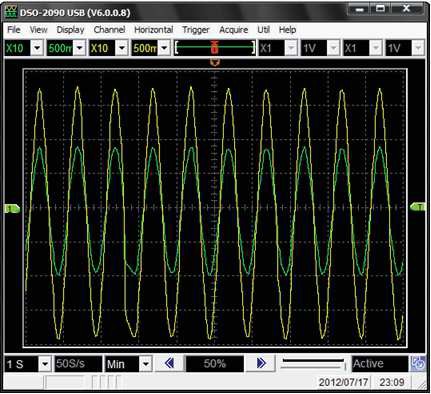 DSO-2090 USB (V6.0.0.8)
File View Display Channel Horizontal Trigger Acquire Util Help
X10 500m X10 500m X1 1V X1 1V
T
1 S 50S/s Min 50% Active
2012/07/17 23:09